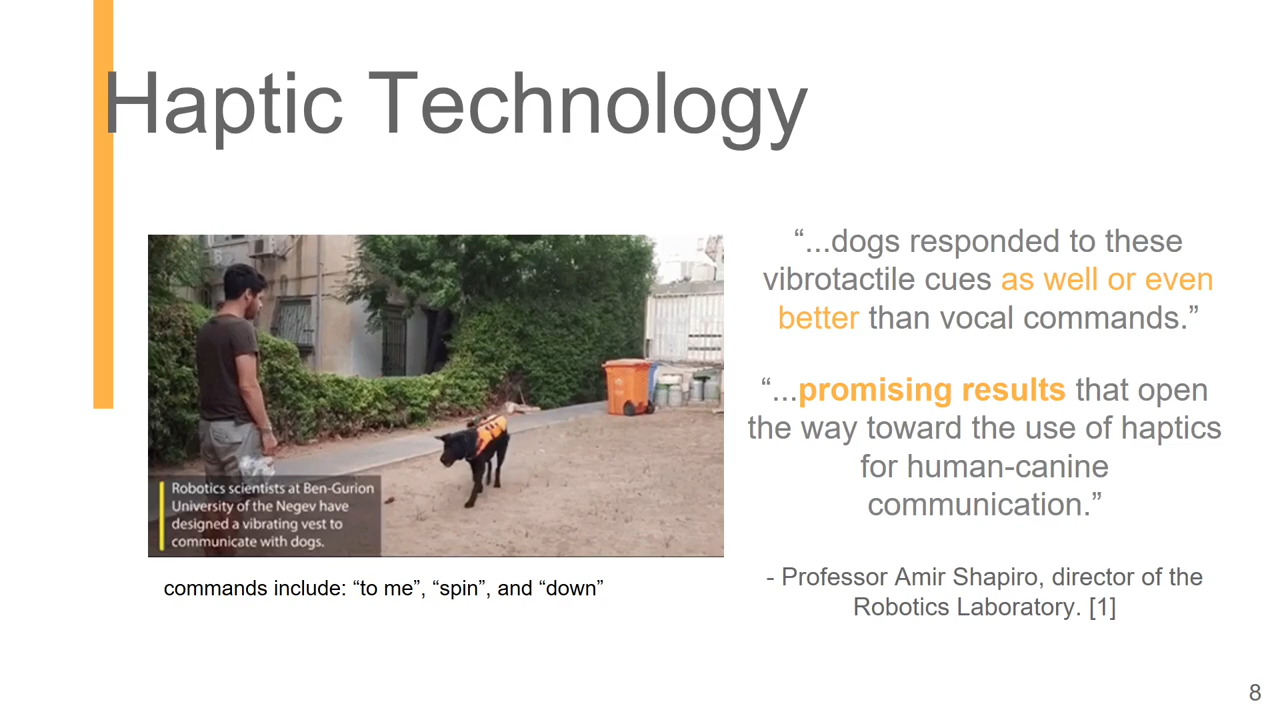 Haptic Technology
“...dogs responded to these
vibrotactile cues as well or even
better than vocal commands.”
“...promising results that open
the way toward the use of haptics
for human-canine
communication.”
- Professor Amir Shapiro, director of the
Robotics Laboratory. [1]
Robotics scientists at Ben-Gurion
University of the Negev have
designed a vibrating vest to
communicate with dogs.
commands include: “to me”, “spin”, and “down”
8